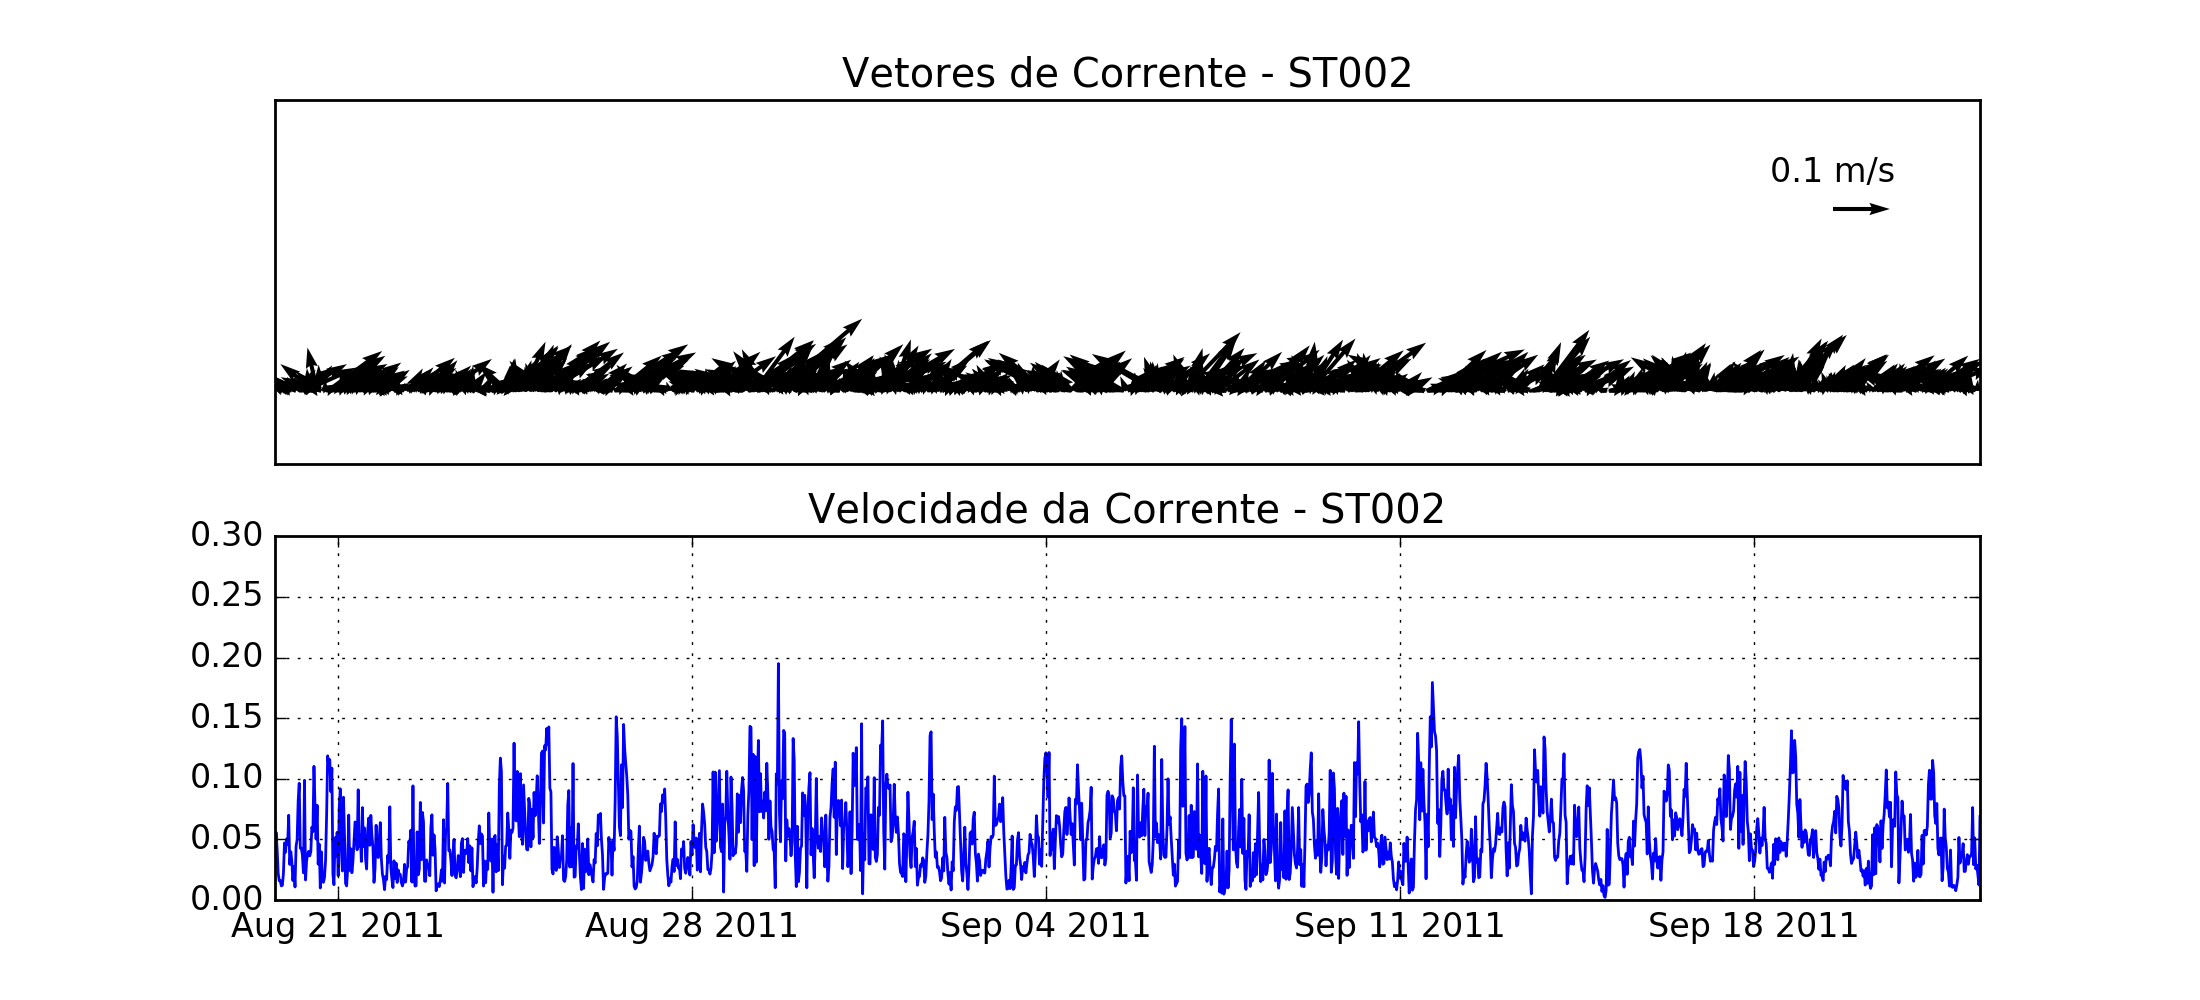 Vetores de Corrente - ST002
0.1 m/s
Velocidade da Corrente - ST002
0.30
0.25
0.20
0.15
0.10
0.05
0.00
Aug 21 2011 Aug 28 2011 Sep 04 2011 Sep 11 2011 Sep 18 2011